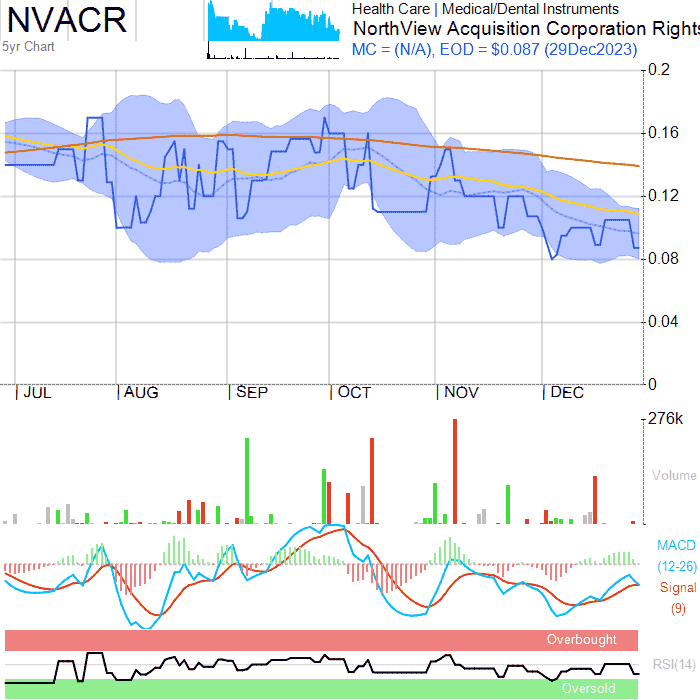 NVACR
5yr Chart
Health Care | Medical/Dental Instruments
NorthView Acquisition Corporation Rights
MC = (N/A), EOD = $0.087 (29Dec2023)
0.2
0.16
0.12
0.08
0.04
0
JUL AUG SEP OCT NOV DEC
276k
Volume
MACD
(12-26)
Signal
(9)
Overbought
RSI(14)
Oversold